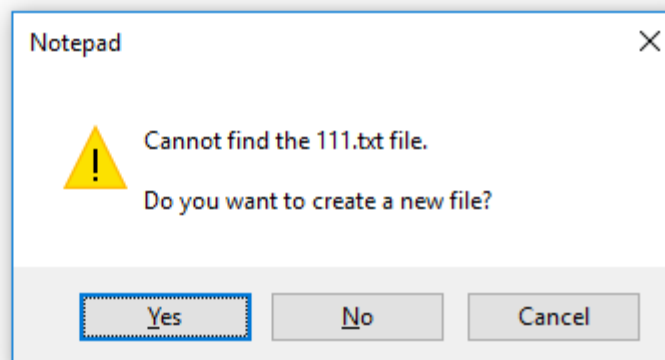 Notepad
Cannot find the 111.txt file.
Do you want to create a new file?
Yes No Cancel